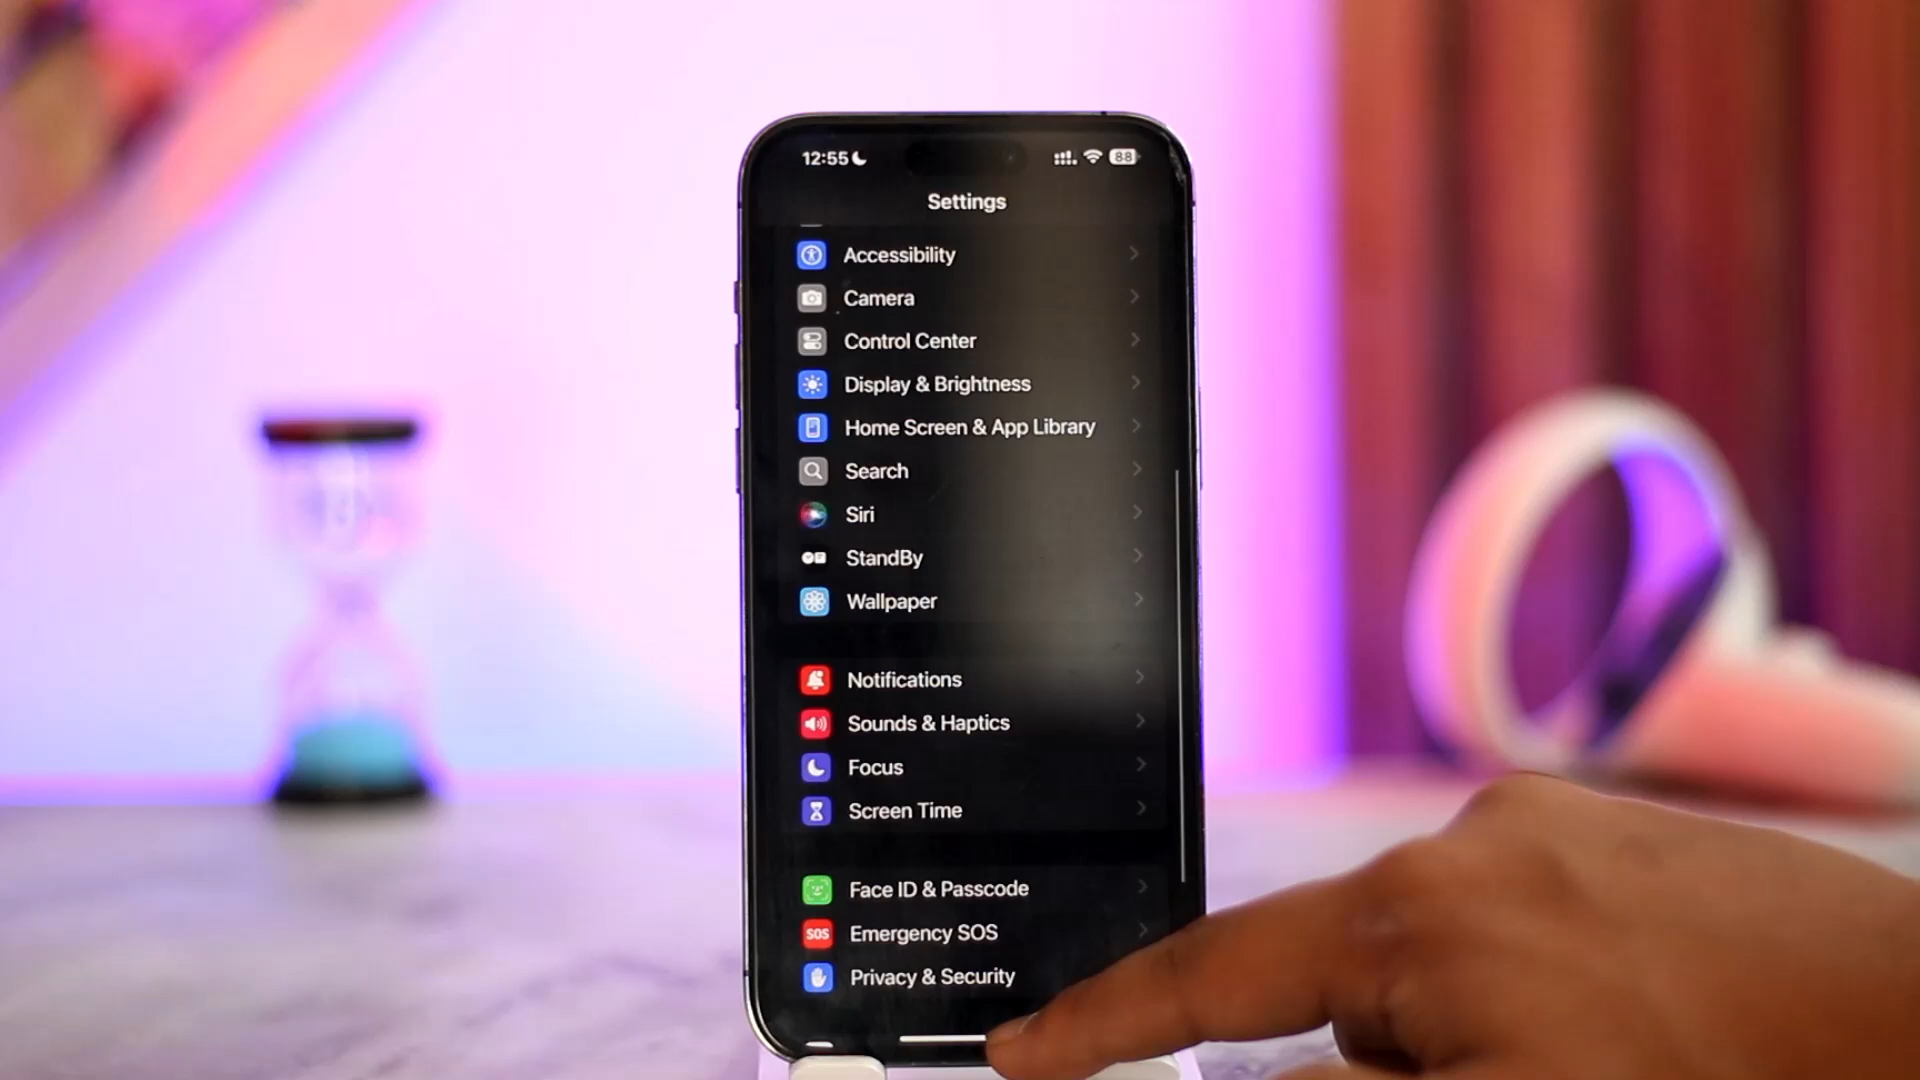 12:55
88
Settings
Accessibility
Camera
Control Center
Display & Brightness
Home Screen & App Library
Search
Siri
StandBy
Wallpaper
Notifications
Sounds & Haptics
Focus
Screen Time
Face ID & Passcode
SOS Emergency SOS
Privacy & Security